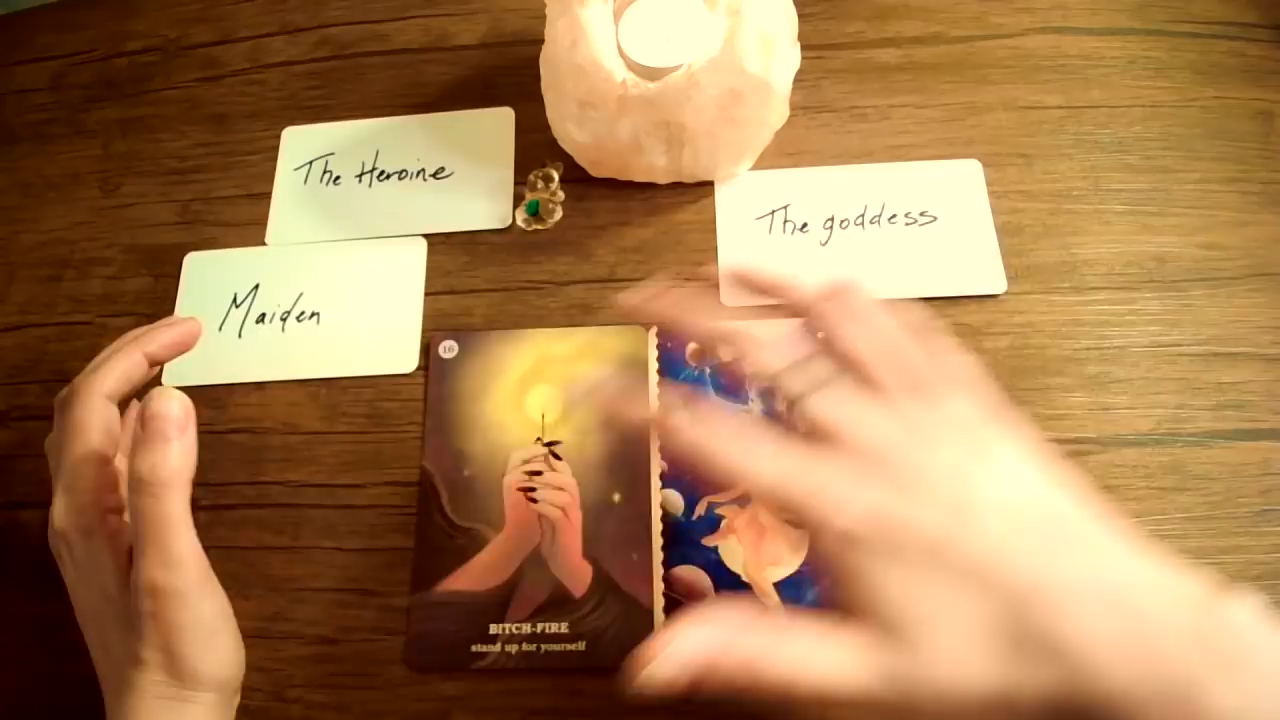 The Heroine
The goddess
Maiden
16
BITCH-FIRE
stand up for yourself